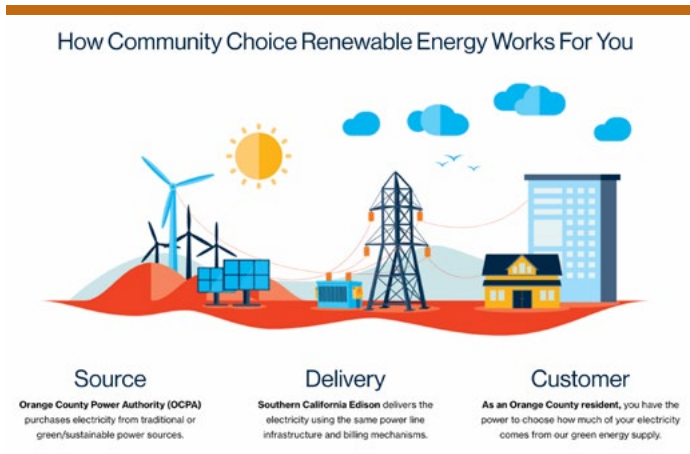 How Community Choice Renewable Energy Works For You
Source
Orange County Power Authority (OCPA)
purchases electricity from traditional or
green/sustainable power sources.
Delivery
Southern California Edison delivers the
electricity using the same power line
infrastructure and billing mechanisms.
Customer
As an Orange County resident, you have the
power to choose how much of your electricity
comes from our green energy supply.